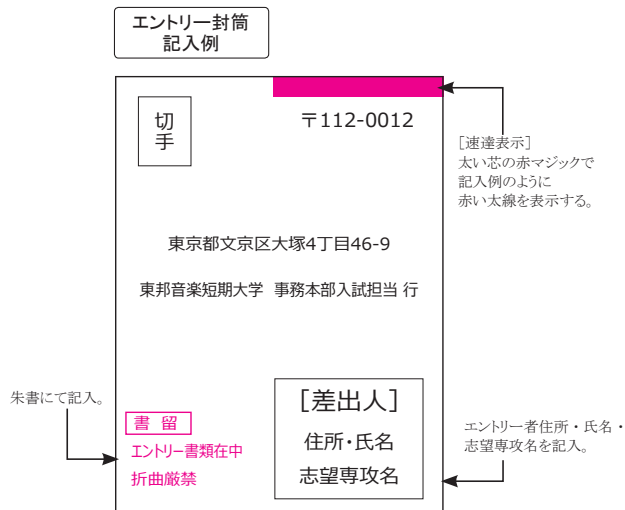 エントリー封筒
記入例
切手
〒112-0012
[速達表示]
太い芯の赤マジックで
記入例のように
赤い太線を表示する。
東京都文京区大塚4丁目46-9
東邦音楽短期大学 事務本部入試担当 行
朱書にて記入。
書 留
エントリー書類在中
折曲厳禁
[差出人]
住所・氏名
志望専攻名
エントリー者住所・氏名・
志望専攻名を記入。